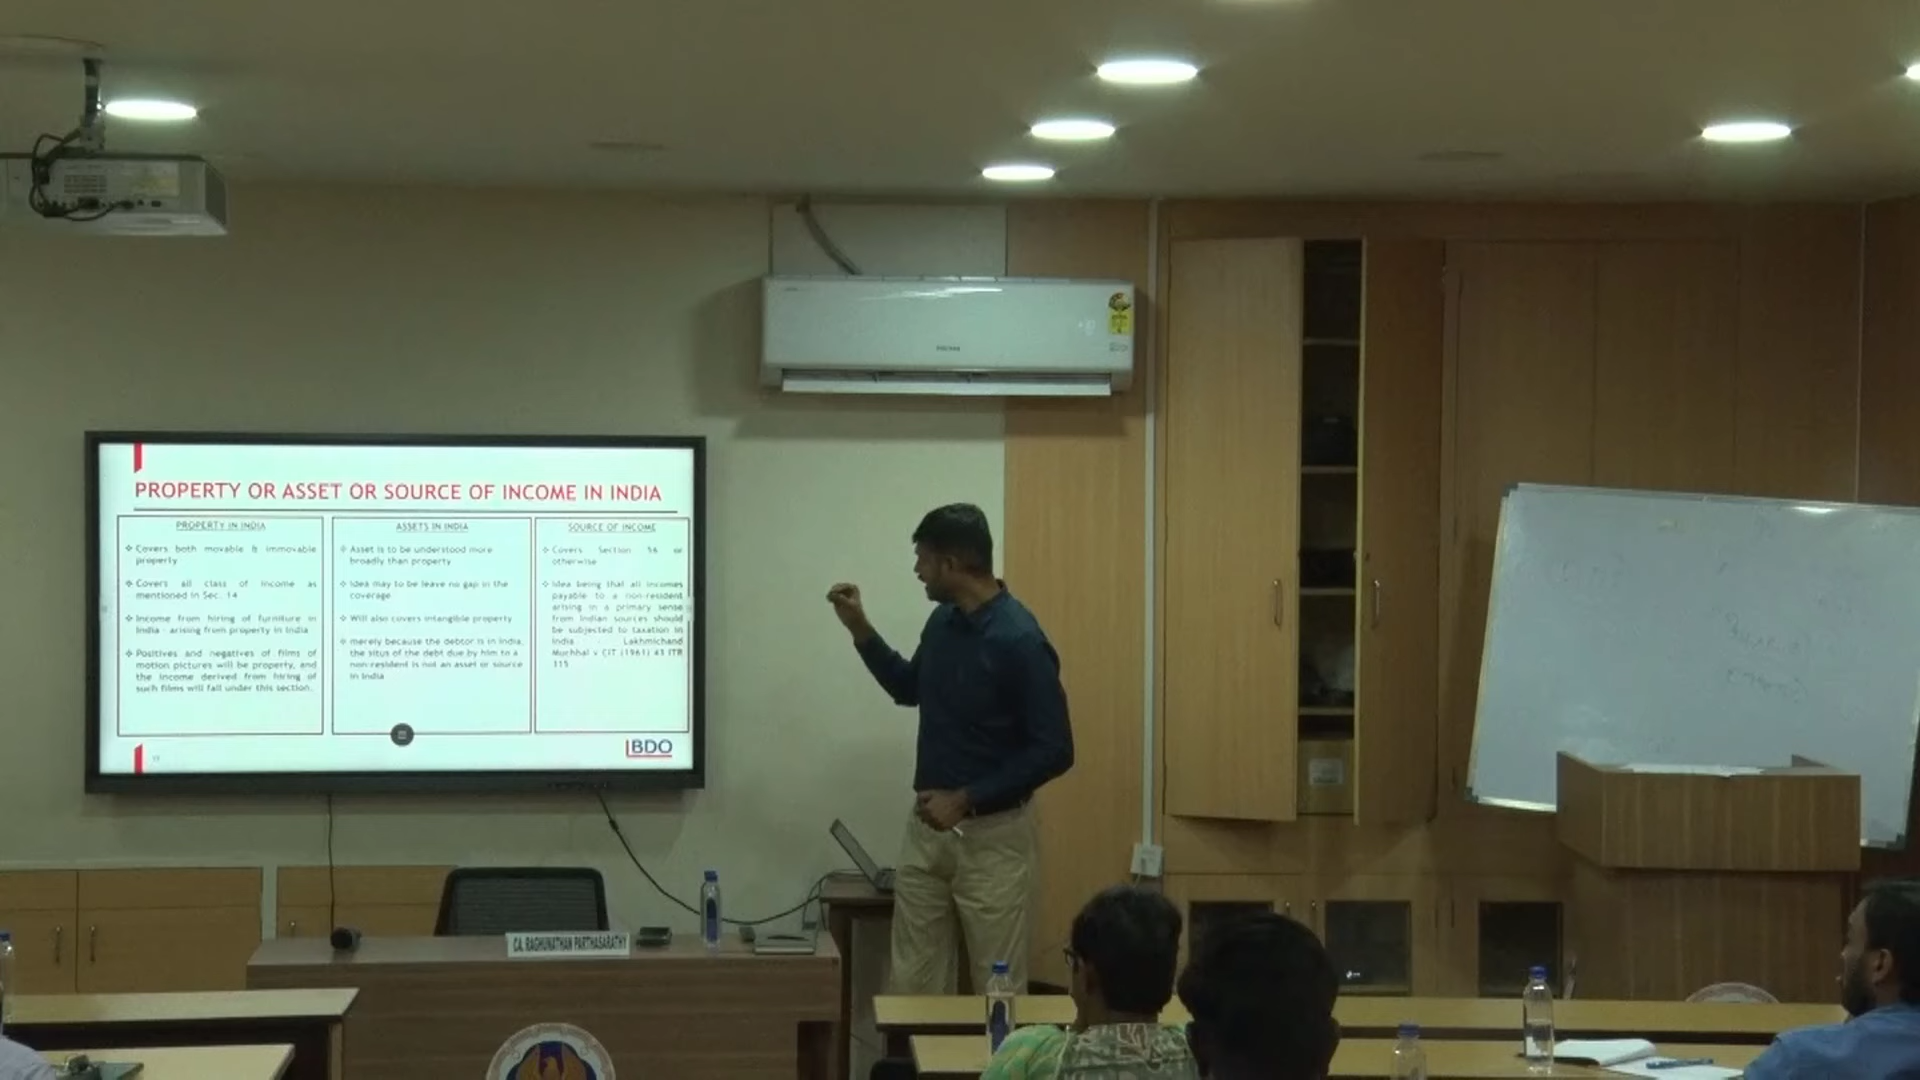 PROPERTY OR ASSET OR SOURCE OF INCOME IN INDIA
PROPERTY IN INDIA
❖ Covers both movable & immovable
property
❖ Covers all class of income as
mentioned in Sec. 14
❖ Income from hiring of furniture in
India - arising from property in India
❖ Positives and negatives of films of
motion pictures will be property, and
the income derived from hiring of
such films will fall under this section.
ASSETS IN INDIA
❖ Asset is to be understood more
broadly than property
❖ Idea may to be leave no gap in the
coverage
❖ Will also covers intangible property
❖ merely because the debtor is in India,
the situs of the debt due by him to a
non-resident is not an asset or source
in India
SOURCE OF INCOME
❖ Covers Section 56 or
otherwise
❖ Idea being that all incomes
payable to a non-resident
arising in a primary sense
from Indian sources should
be subjected to taxation in
India - Lakhmichand
Muchhal v CIT (1961) 43 ITR
315
BDO
CA. RAGHUNATHAN PARTHASARATHY